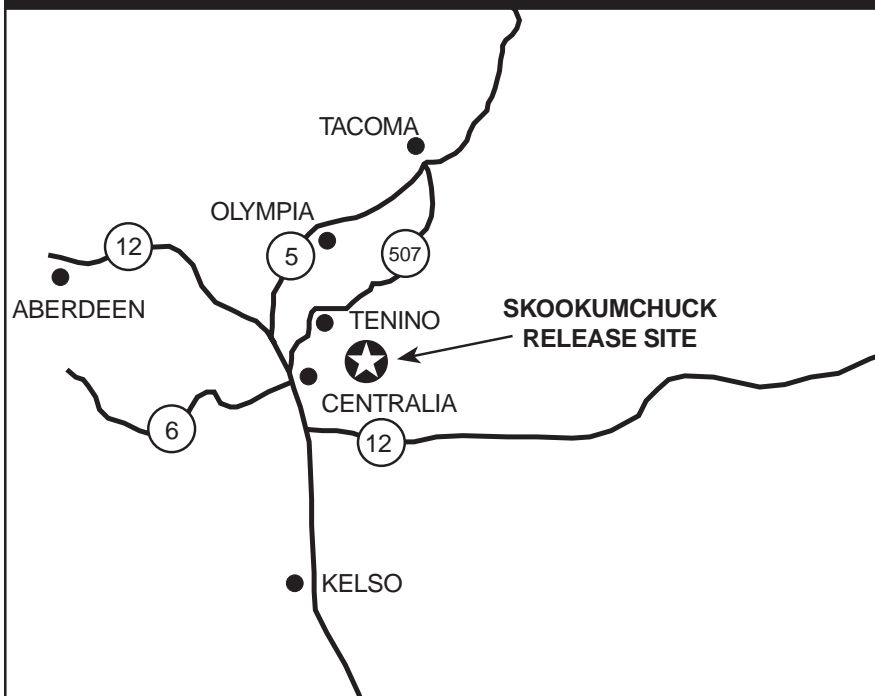 TACOMA
OLYMPIA
12
5
507
ABERDEEN
TENINO
SKOOKUMCHUCK
RELEASE SITE
CENTRALIA
6
12
KELSO